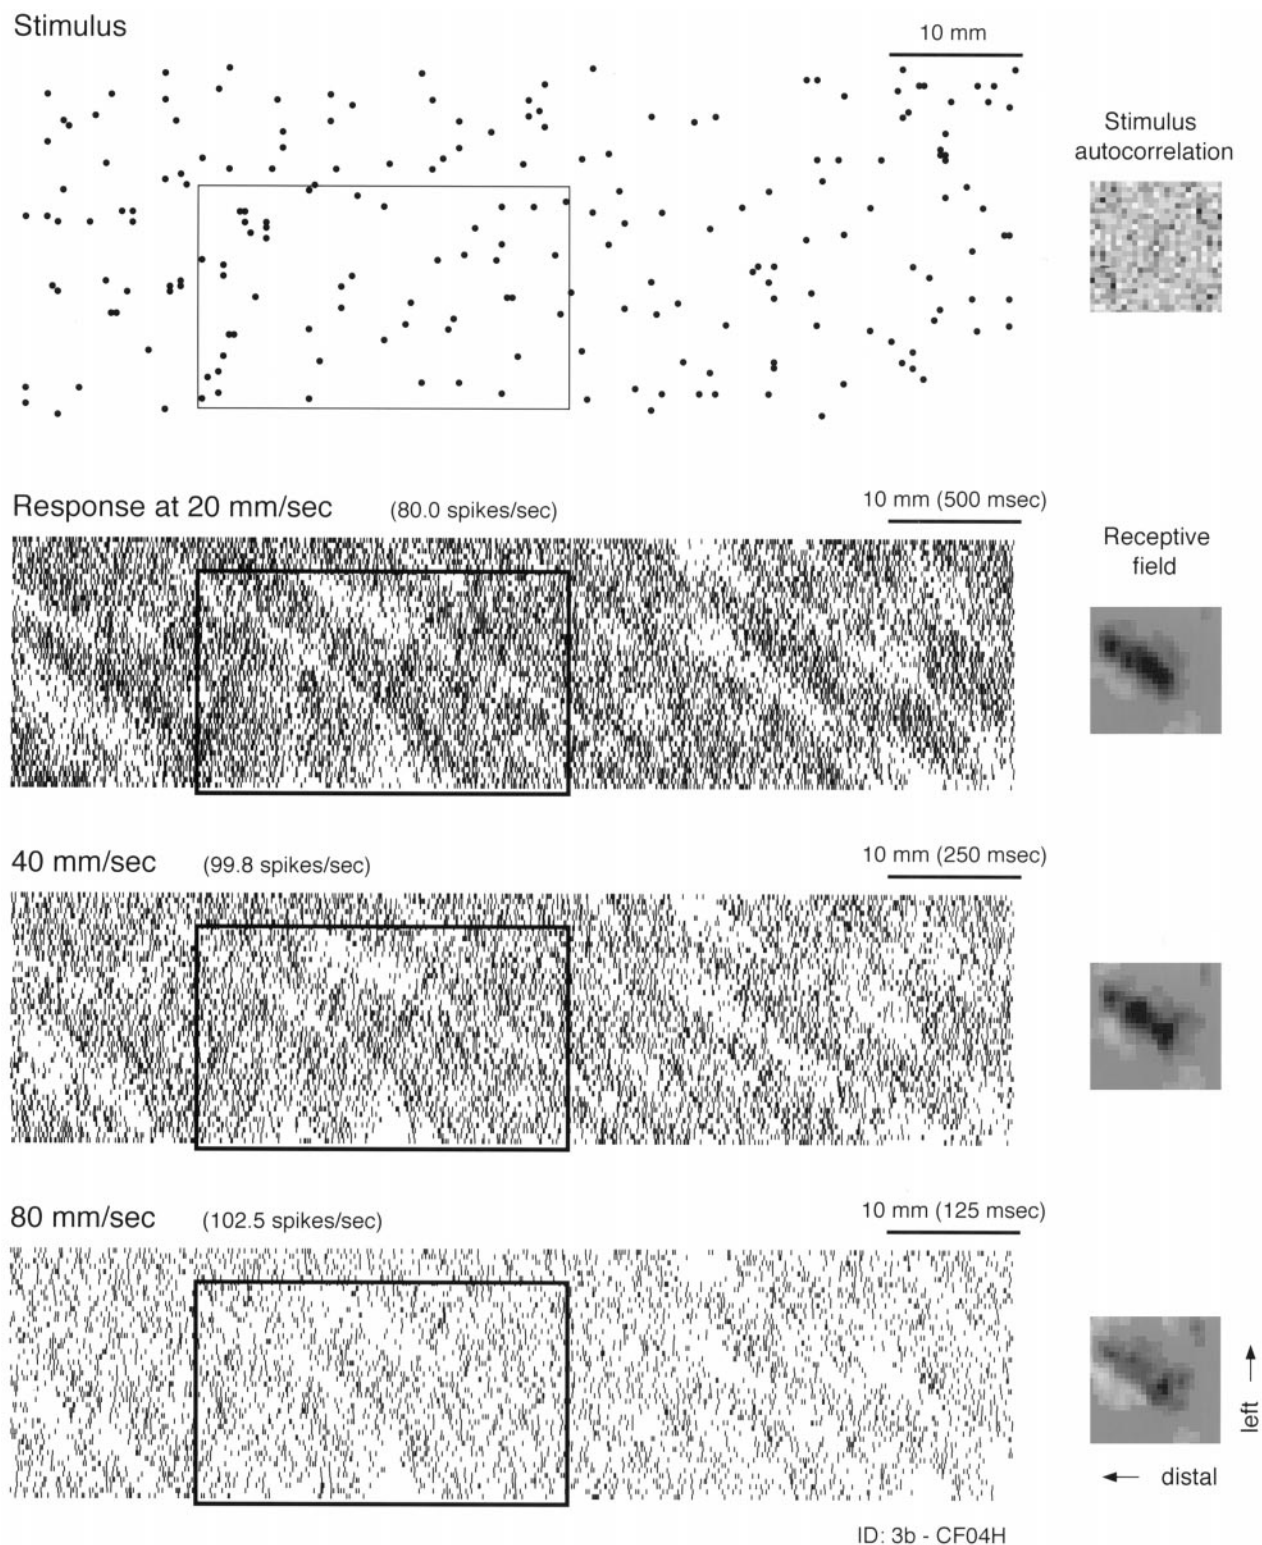 Stimulus
10 mm
Stimulus
autocorrelation
Response at 20 mm/sec (80.0 spikes/sec)
10 mm (500 msec)
Receptive
field
40 mm/sec (99.8 spikes/sec)
10 mm (250 msec)
80 mm/sec (102.5 spikes/sec)
10 mm (125 msec)
left
distal
ID: 3b - CF04H